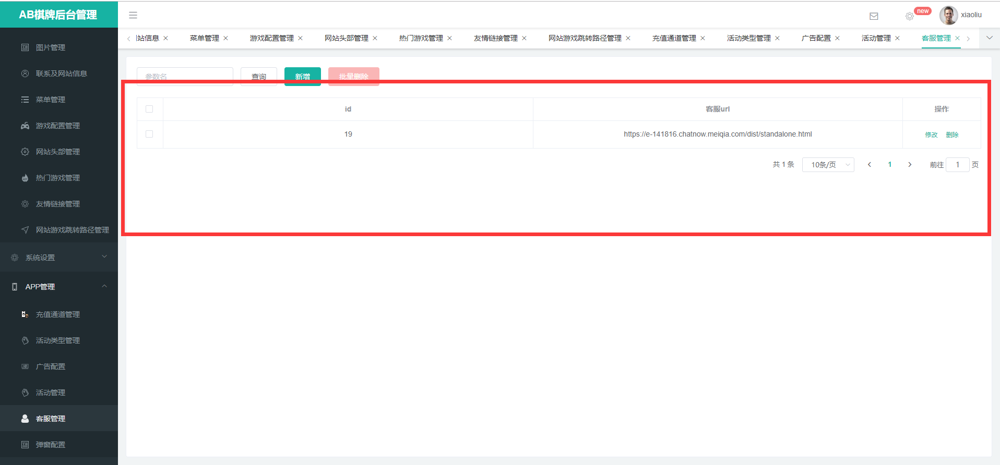 AB棋牌后台管理
new
xiaoliu
站信息
菜单管理
游戏配置管理
网站头部管理
热门游戏管理
友情链接管理
网站游戏跳转路径管理
充值通道管理
活动类型管理
广告配置
活动管理
客服管理
图片管理
联系及网站信息
菜单管理
游戏配置管理
网站头部管理
热门游戏管理
友情链接管理
网站游戏跳转路径管理
系统设置
APP管理
充值通道管理
活动类型管理
广告配置
活动管理
客服管理
弹窗配置
参数名
查询
新增
批量删除
id
客服url
操作
19
https://e-141816.chatnow.meiqia.com/dist/standalone.html
修改 删除
共 1 条
10条/页
1
前往 1 页